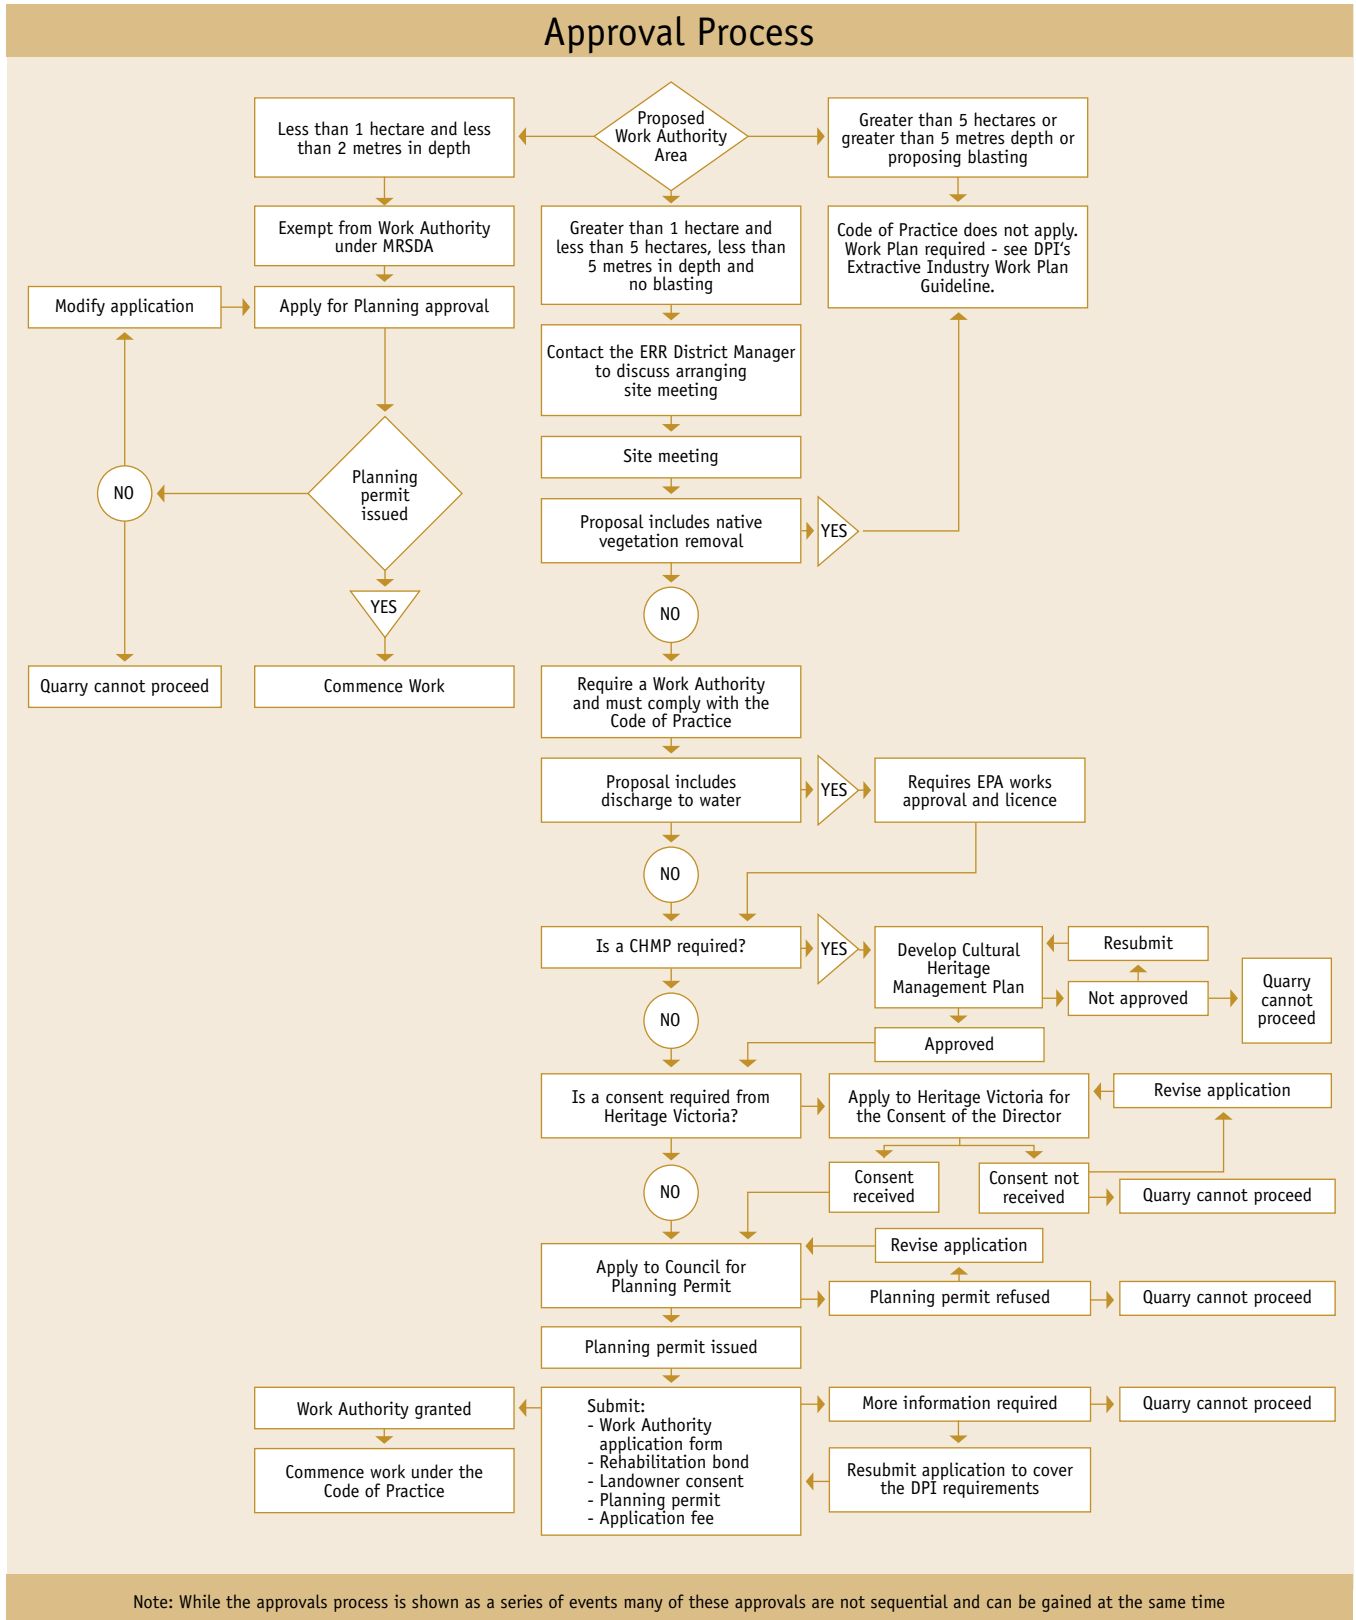 Approval Process
Less than 1 hectare and less
than 2 metres in depth
Proposed
Work Authority
Area
Greater than 5 hectares or
greater than 5 metres depth or
proposing blasting
Exempt from Work Authority
under MRSDA
Greater than 1 hectare and
less than 5 hectares, less than
5 metres in depth and
no blasting
Code of Practice does not apply.
Work Plan required - see DPI‘s
Extractive Industry Work Plan
Guideline.
Modify application
Apply for Planning approval
Contact the ERR District Manager
to discuss arranging
site meeting
Site meeting
Planning
permit
issued
NO
Proposal includes native
vegetation removal
YES
YES
NO
Quarry cannot proceed
Commence Work
Require a Work Authority
and must comply with the
Code of Practice
Proposal includes
discharge to water
YES
Requires EPA works
approval and licence
NO
Is a CHMP required?
YES
Develop Cultural
Heritage
Management Plan
Resubmit
Not approved
Quarry
cannot
proceed
NO
Approved
Is a consent required from
Heritage Victoria?
Apply to Heritage Victoria for
the Consent of the Director
Revise application
NO
Consent
received
Consent not
received
Quarry cannot proceed
Apply to Council for
Planning Permit
Revise application
Planning permit refused
Quarry cannot proceed
Planning permit issued
Work Authority granted
Submit:
- Work Authority
application form
- Rehabilitation bond
- Landowner consent
- Planning permit
- Application fee
More information required
Quarry cannot proceed
Commence work under the
Code of Practice
Resubmit application to cover
the DPI requirements
Note: While the approvals process is shown as a series of events many of these approvals are not sequential and can be gained at the same time